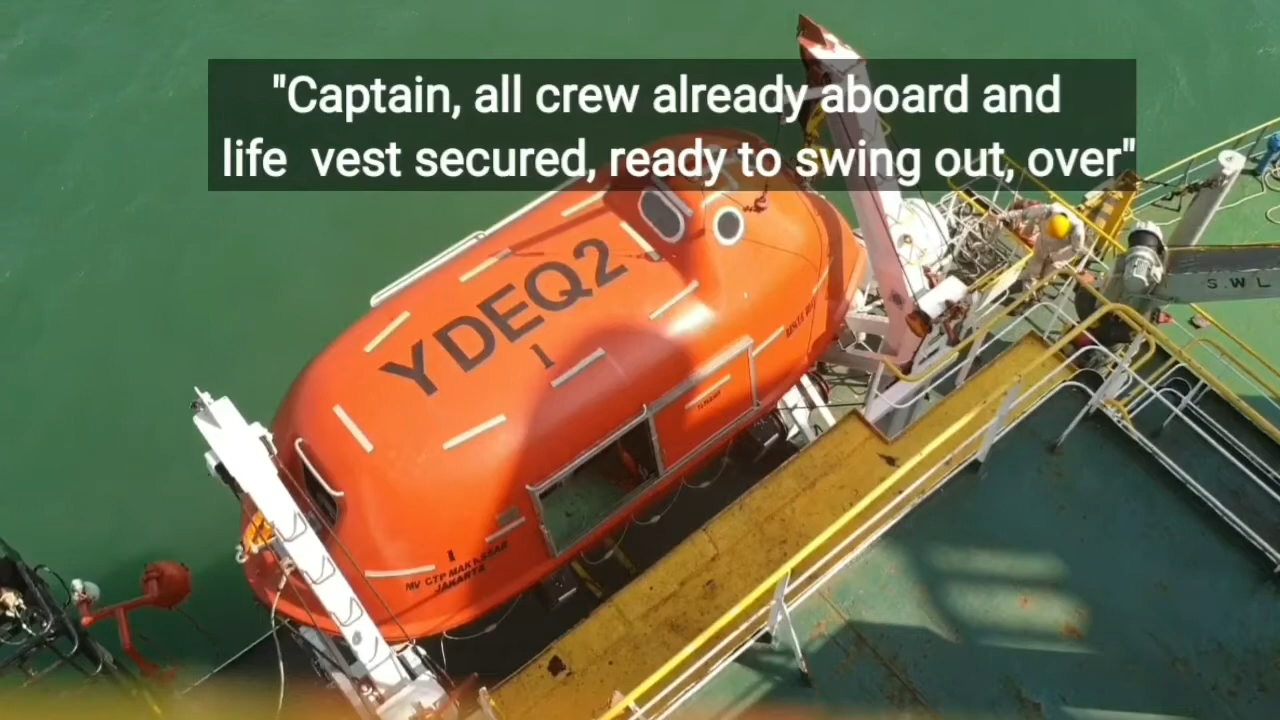 "Captain, all crew already aboard and
life vest secured, ready to swing out, over"
YDEQ2
1
S.W.L
1
MV CTP MAKASSAR
JAKARTA